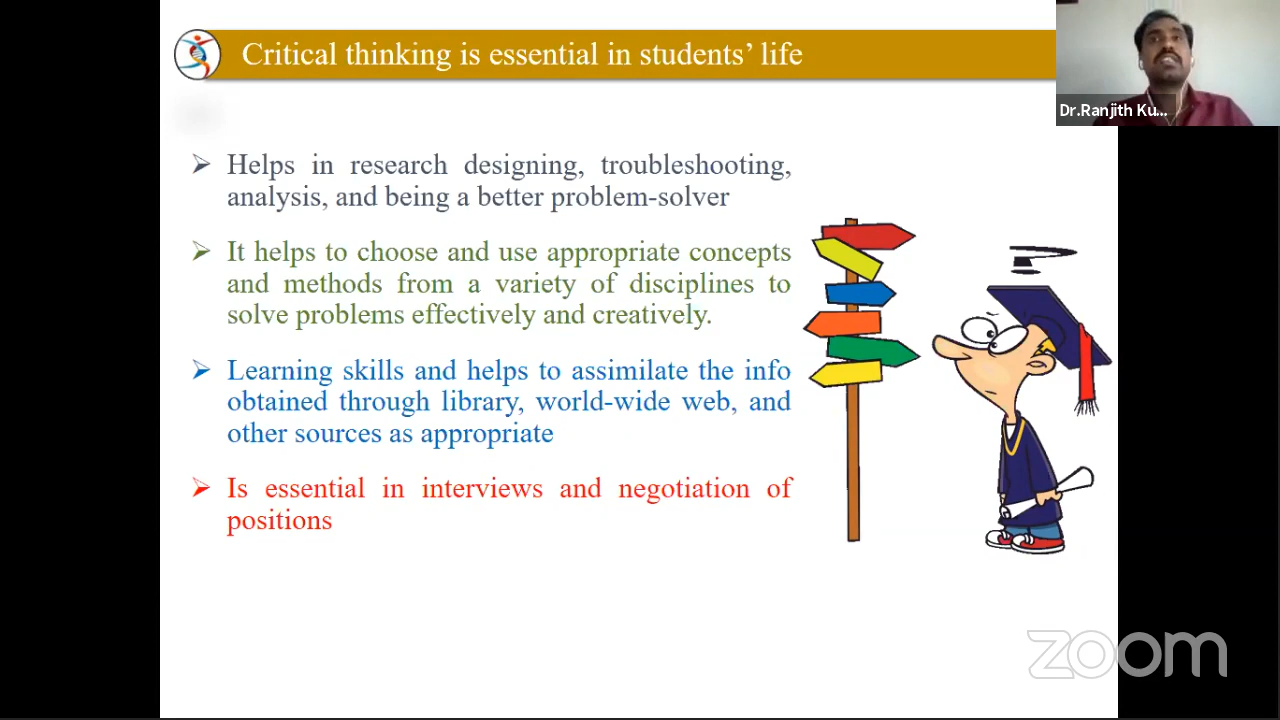 Critical thinking is essential in students’ life
Dr.Ranjith Ku...
Helps in research designing, troubleshooting,
analysis, and being a better problem-solver
It helps to choose and use appropriate concepts
and methods from a variety of disciplines to
solve problems effectively and creatively.
Learning skills and helps to assimilate the info
obtained through library, world-wide web, and
other sources as appropriate
Is essential in interviews and negotiation of
positions
zoom